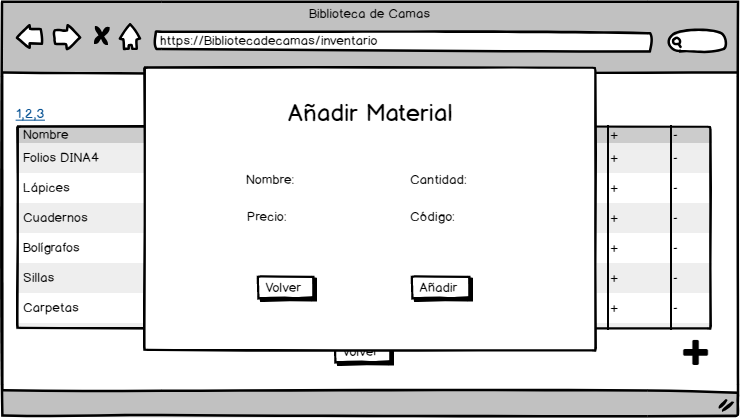 Biblioteca de Camas
https://Bibliotecadecamas/inventario
1,2,3
Añadir Material
Nombre + -
Folios DINA4 + -
Lápices + -
Cuadernos + -
Bolígrafos + -
Sillas + -
Carpetas + -
Nombre: Cantidad:
Precio: Código:
Volver Añadir
Volver